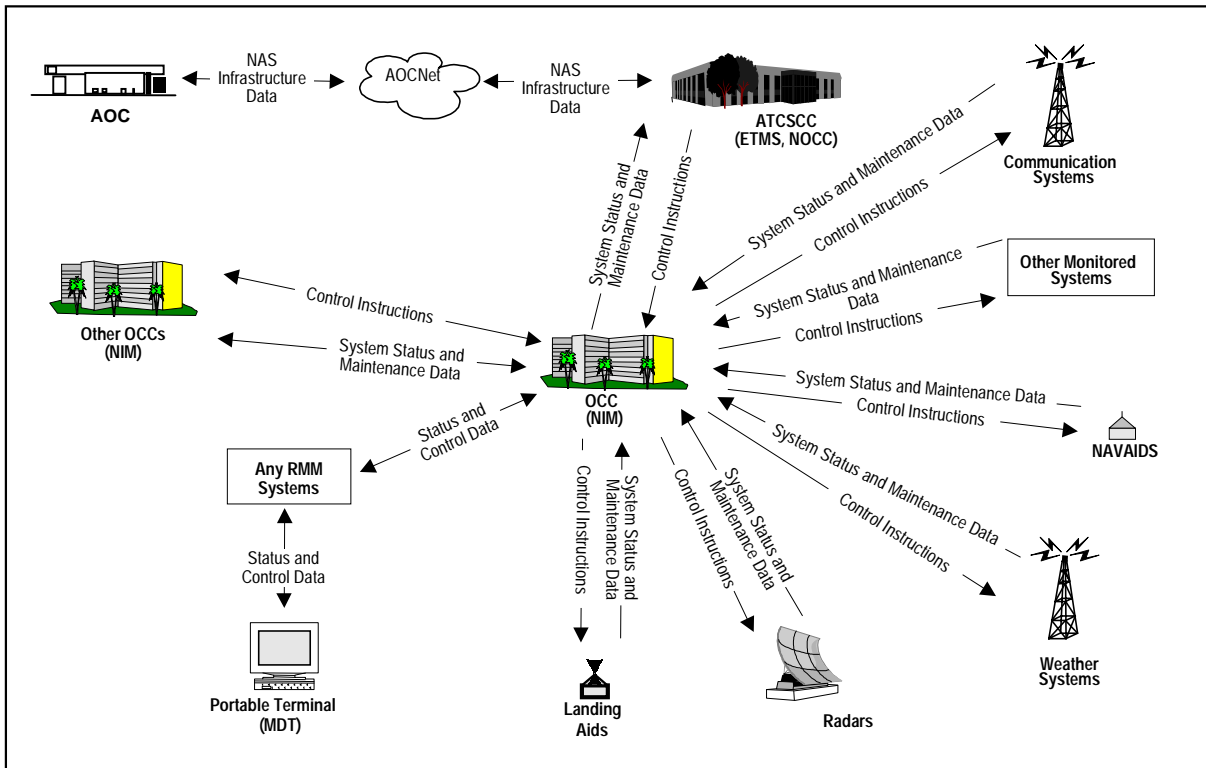 NAS
Infrastructure
Data
AOCNet
NAS
Infrastructure
Data
AOC
ATCSCC
(ETMS, NOCC)
System Status and
Maintenance Data
Control Instructions
System Status and Maintenance Data
Control Instructions
Communication
Systems
System Status and Maintenance
Data
Control Instructions
Other Monitored
Systems
Other OCCs
(NIM)
Control Instructions
System Status and
Maintenance Data
OCC
(NIM)
System Status and Maintenance Data
Control Instructions
NAVAIDS
Status and
Control Data
Any RMM
Systems
Status and
Control Data
Portable Terminal
(MDT)
Control Instructions
System Status and
Maintenance Data
Landing
Aids
Control Instructions
System Status and
Maintenance Data
Radars
System Status and Maintenance Data
Control Instructions
Weather
Systems